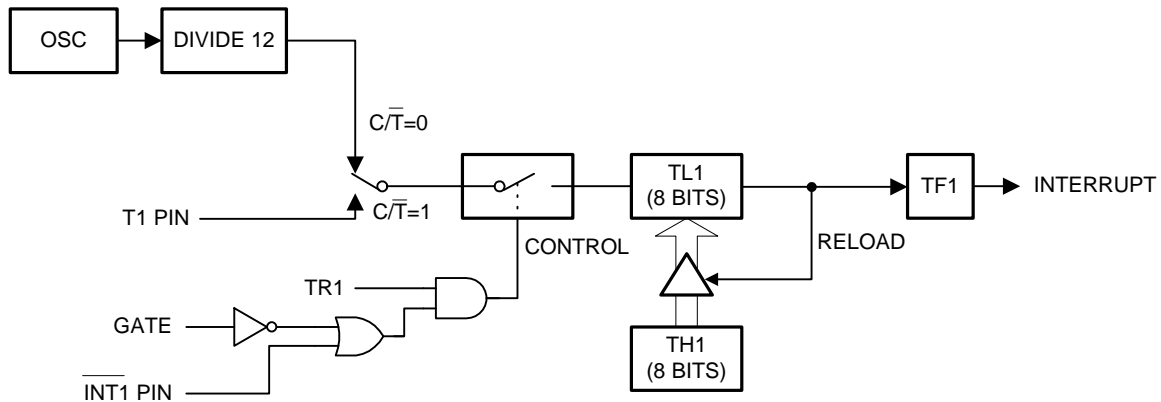 OSC
DIVIDE 12
C/T̅=0
C/T̅=1
T1 PIN
TL1
(8 BITS)
TF1
INTERRUPT
CONTROL
RELOAD
TR1
GATE
TH1
(8 BITS)
I̅N̅T̅1̅ PIN